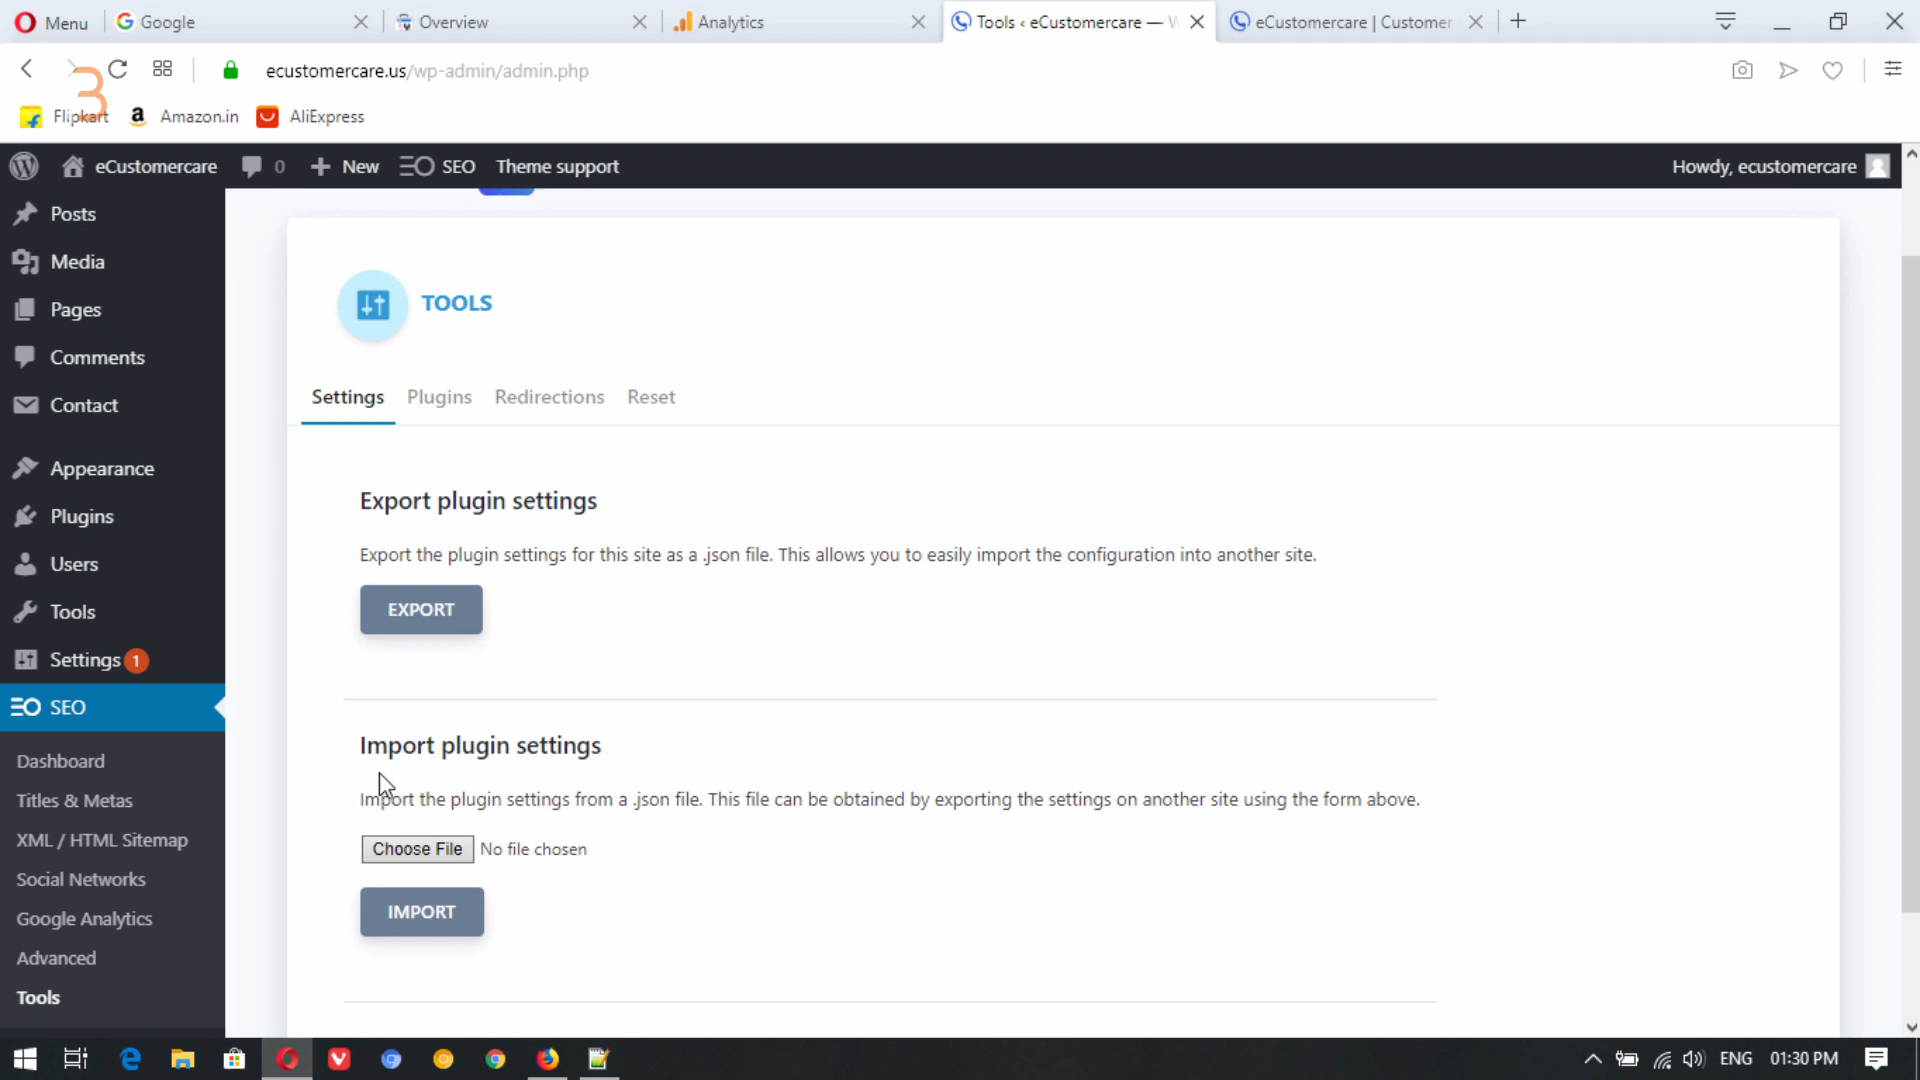 Menu
Google
Overview
Analytics
Tools ‹ eCustomercare — W
eCustomercare | Customer
ecustomercare.us/wp-admin/admin.php
3
Flipkart
Amazon.in
AliExpress
eCustomercare
0
New
SEO
Theme support
Howdy, ecustomercare
Posts
Media
Pages
Comments
Contact
Appearance
Plugins
Users
Tools
Settings 1
SEO
Dashboard
Titles & Metas
XML / HTML Sitemap
Social Networks
Google Analytics
Advanced
Tools
TOOLS
Settings Plugins Redirections Reset
Export plugin settings
Export the plugin settings for this site as a .json file. This allows you to easily import the configuration into another site.
EXPORT
Import plugin settings
Import the plugin settings from a .json file. This file can be obtained by exporting the settings on another site using the form above.
Choose File No file chosen
IMPORT
ENG 01:30 PM